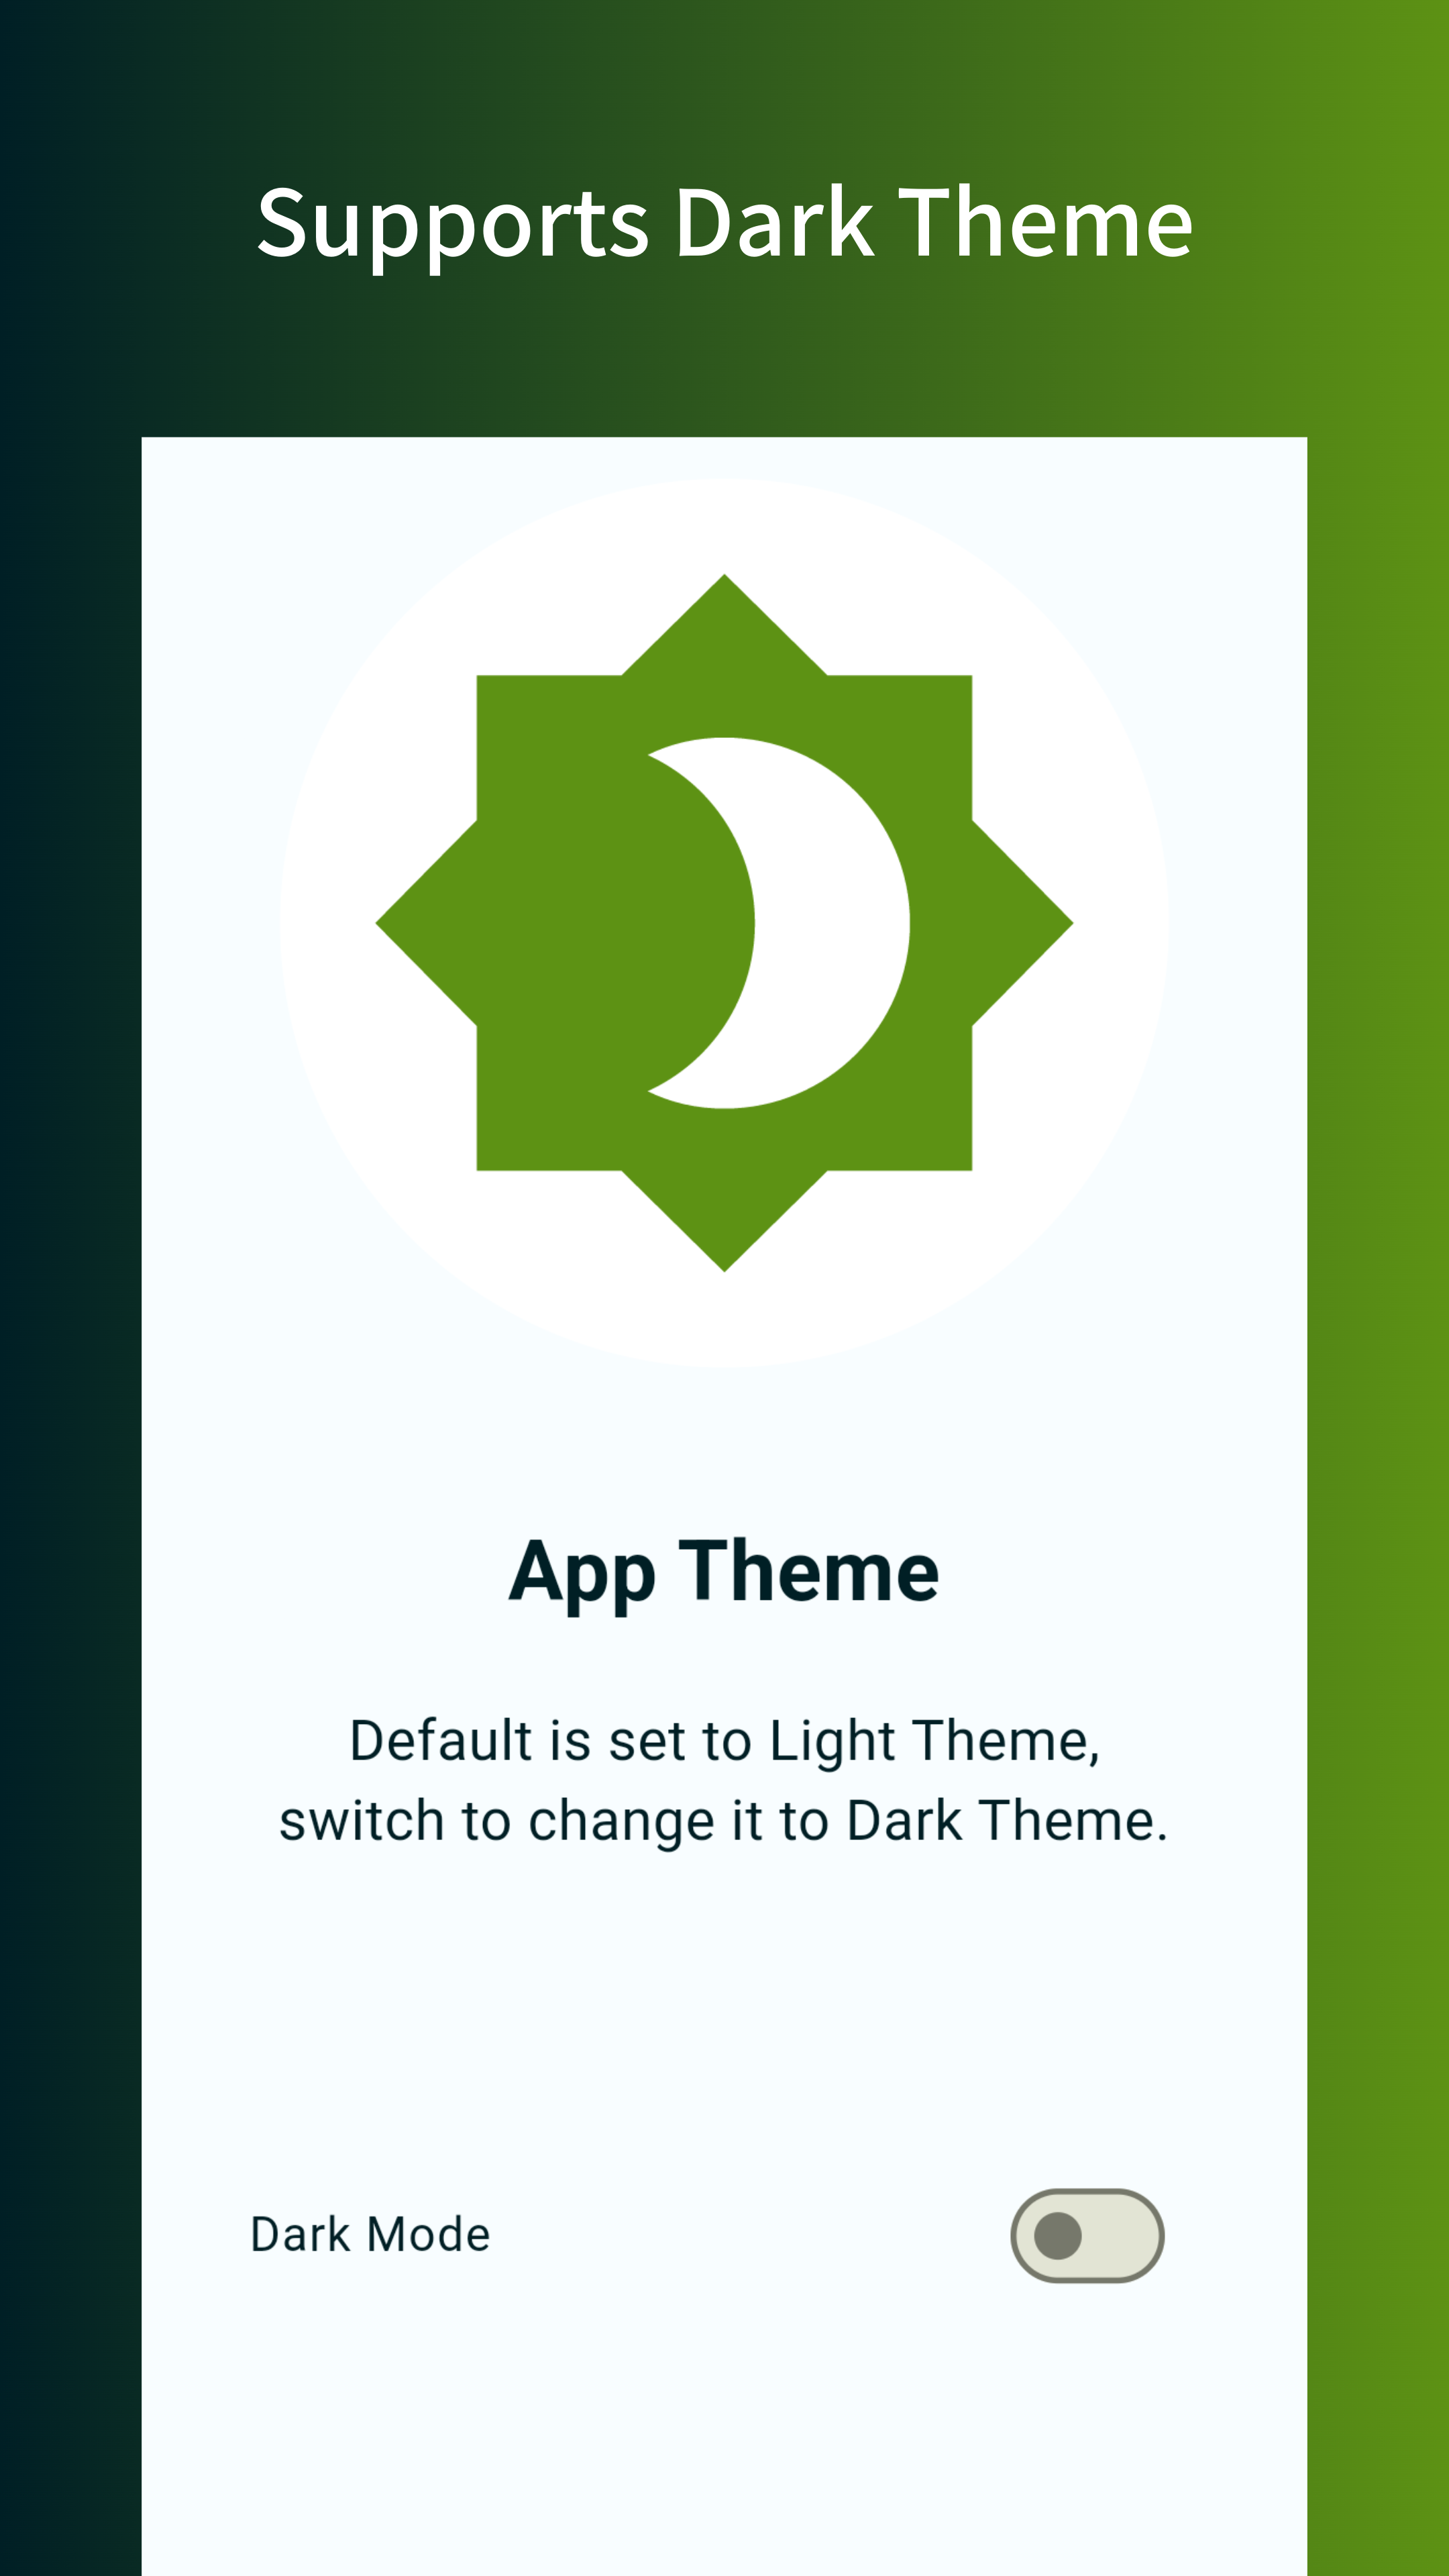 Supports Dark Theme
App Theme
Default is set to Light Theme,
switch to change it to Dark Theme.
Dark Mode